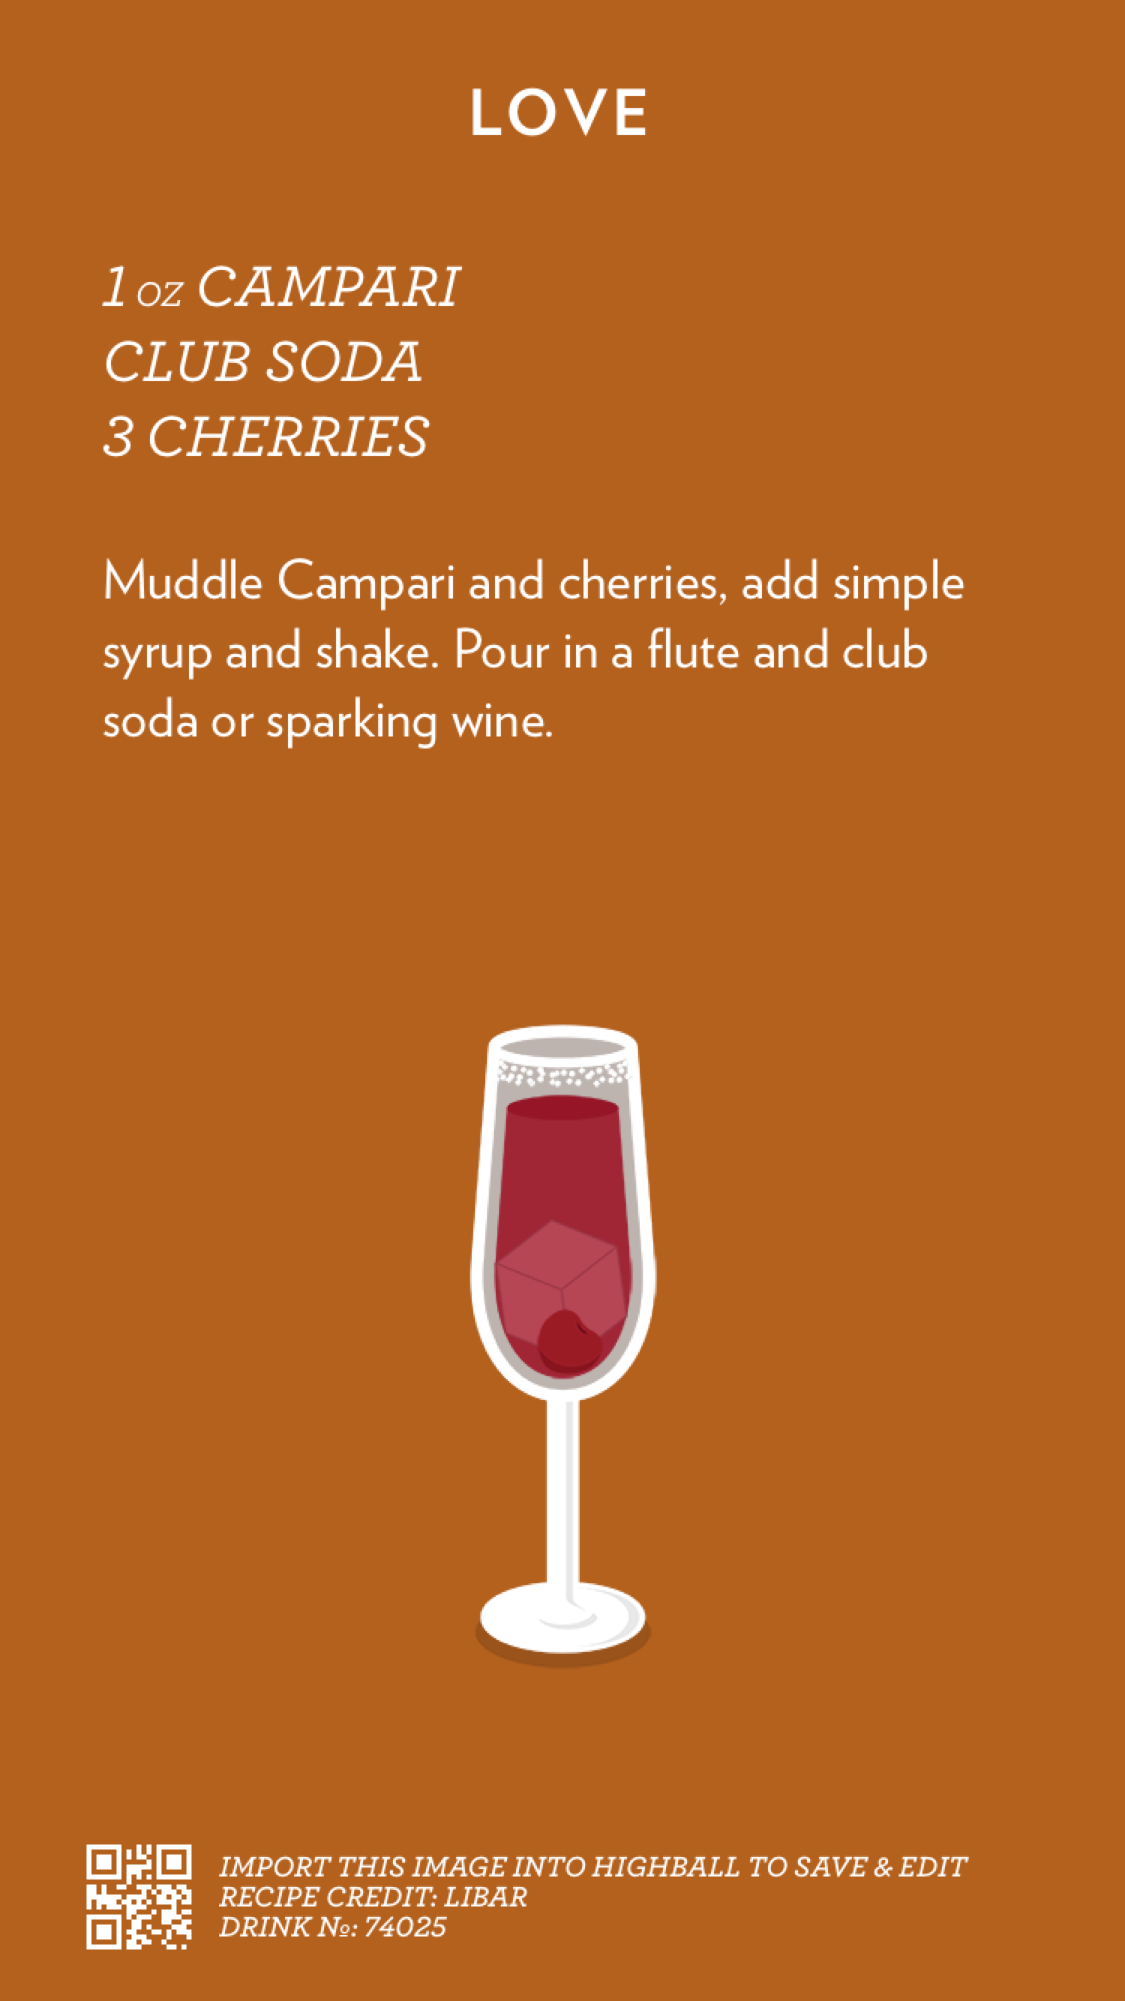 LOVE
1 oz CAMPARI
CLUB SODA
3 CHERRIES
Muddle Campari and cherries, add simple
syrup and shake. Pour in a flute and club
soda or sparking wine.
IMPORT THIS IMAGE INTO HIGHBALL TO SAVE & EDIT
RECIPE CREDIT: LIBAR
DRINK №: 74025